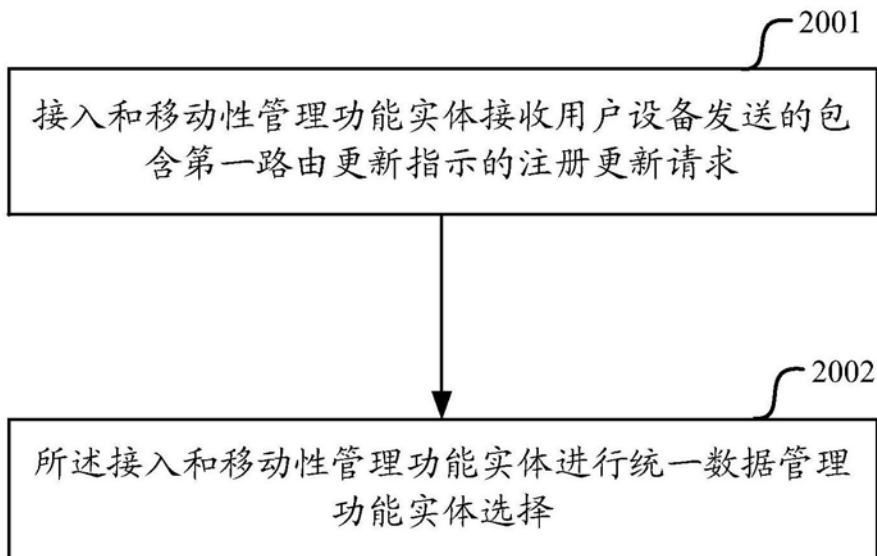 2001
接入和移动性管理功能实体接收用户设备发送的包
含第一路由更新指示的注册更新请求
2002
所述接入和移动性管理功能实体进行统一数据管理
功能实体选择